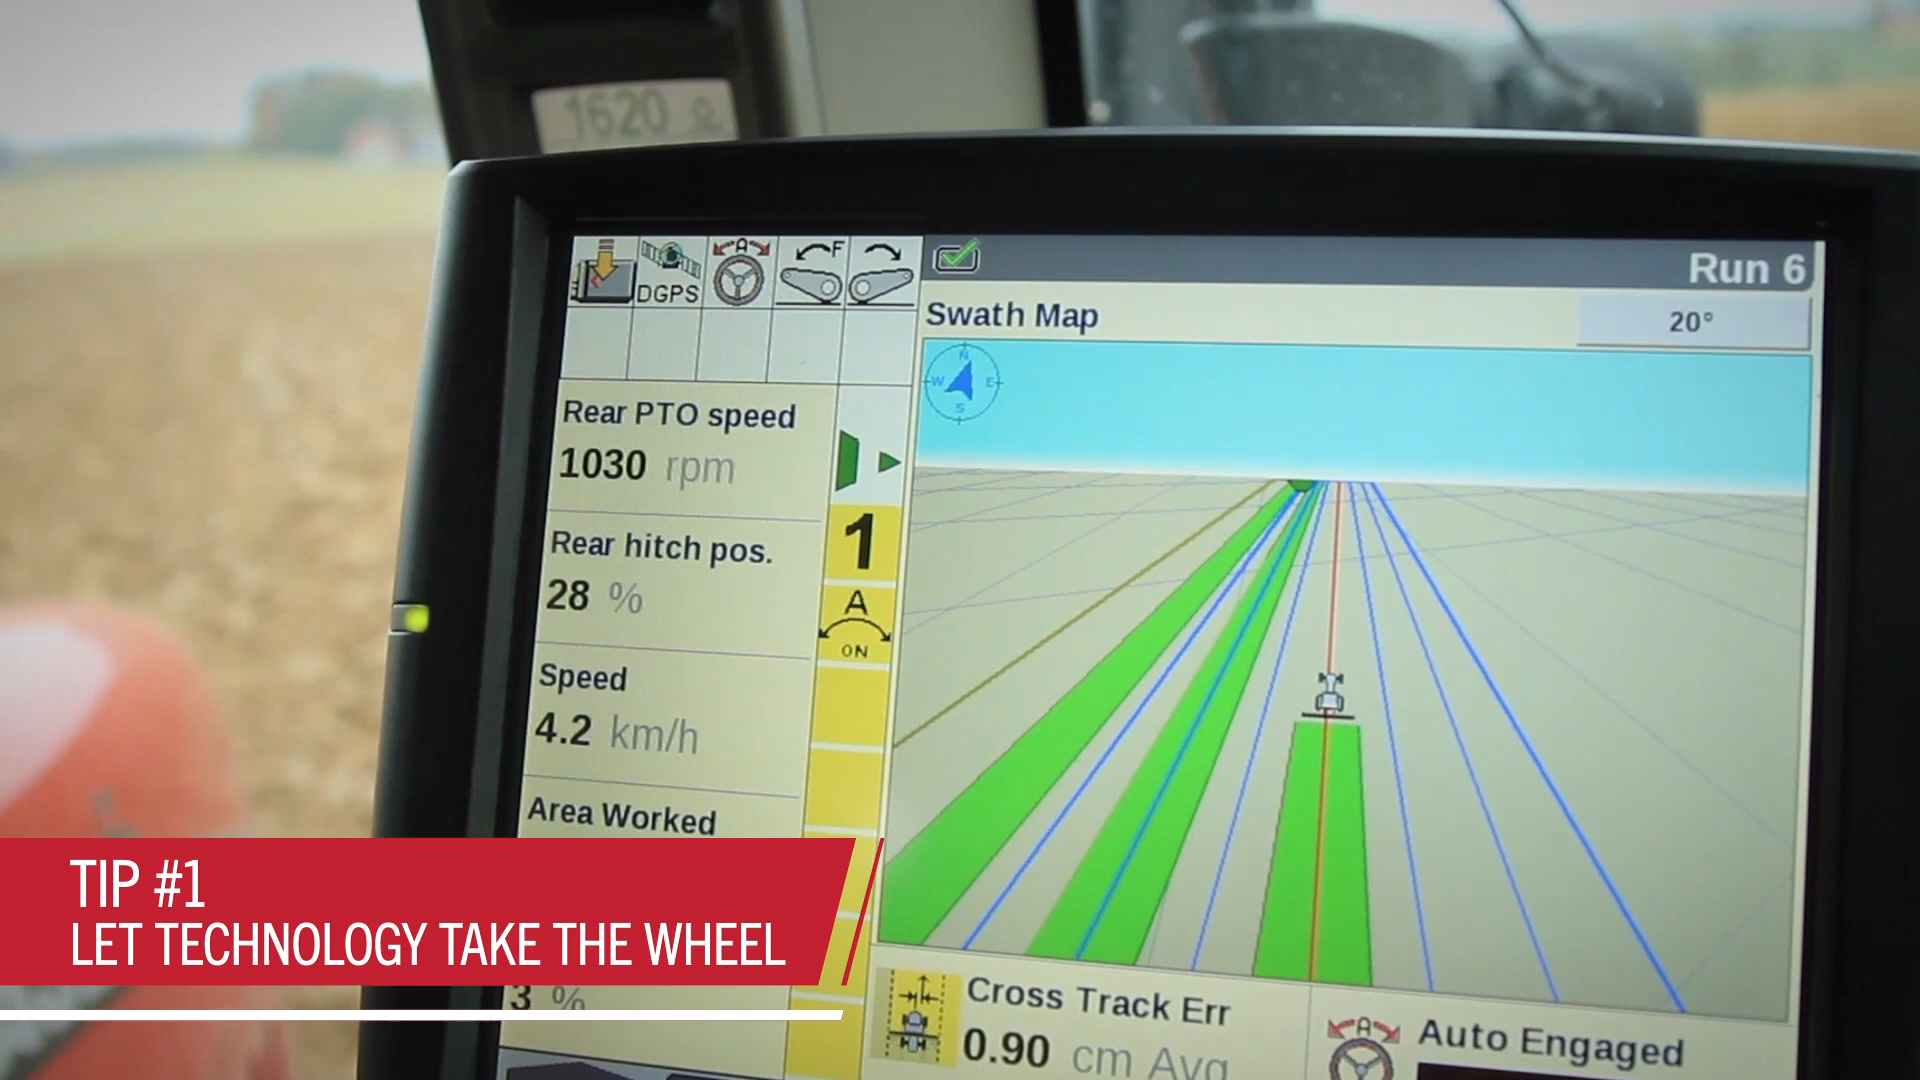 1620
DGPS
A
F
Run 6
Swath Map
20°
N
W E
S
Rear PTO speed
1030 rpm
1
Rear hitch pos.
28 %
A
ON
Speed
4.2 km/h
Area Worked
TIP #1
LET TECHNOLOGY TAKE THE WHEEL
3 %
Cross Track Err
0.90 cm Avg
A
Auto Engaged